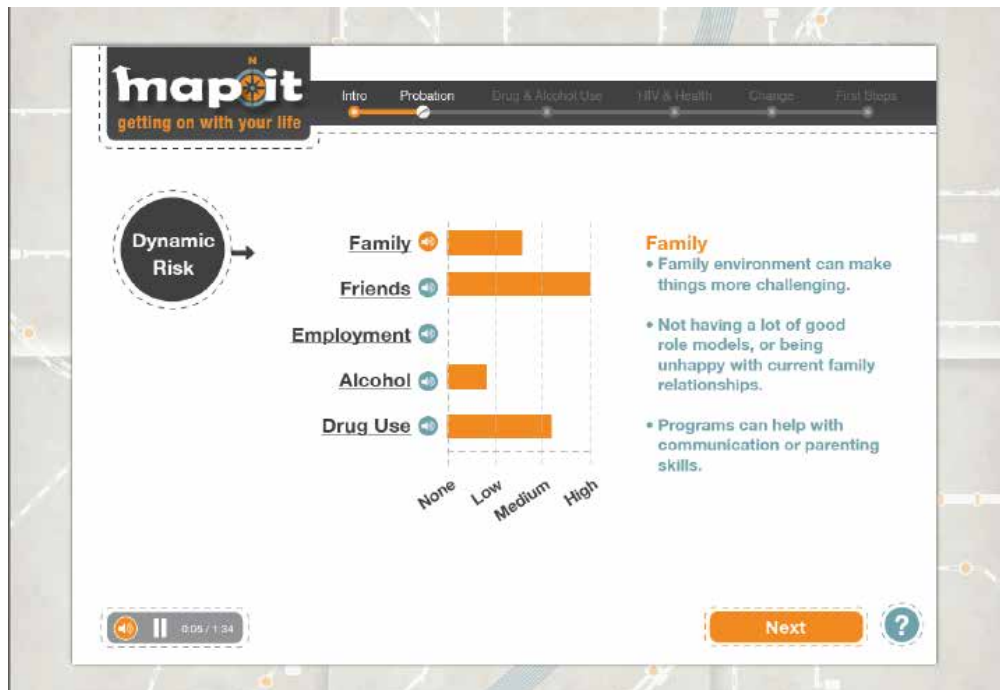 N
map it
getting on with your life
Intro Probation Drug & Alcohol Use HIV & Health Change First Steps
Dynamic
Risk
Family
Friends
Employment
Alcohol
Drug Use
None Low Medium High
Family
• Family environment can make
things more challenging.
• Not having a lot of good
role models, or being
unhappy with current family
relationships.
• Programs can help with
communication or parenting
skills.
0:05 / 1:34
Next
?